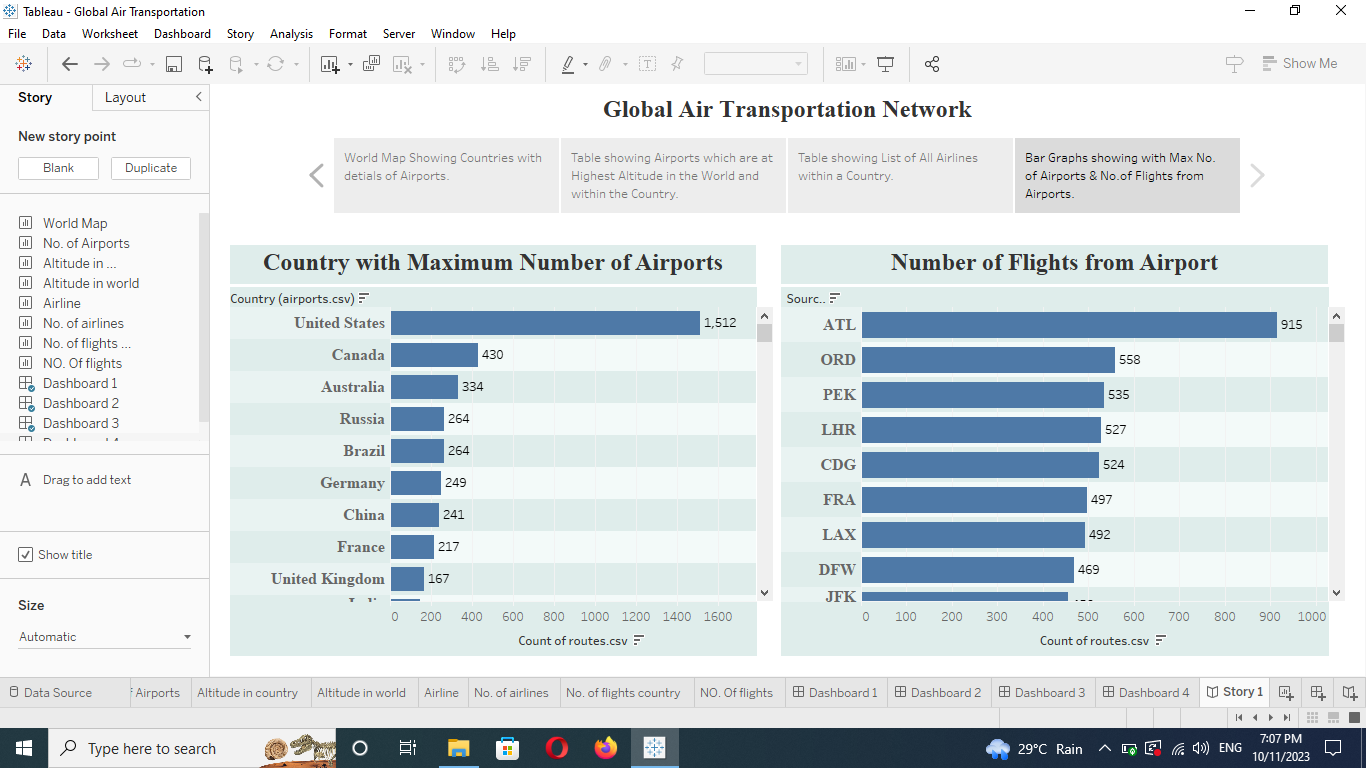 Tableau - Global Air Transportation
File Data Worksheet Dashboard Story Analysis Format Server Window Help
Show Me
Story Layout
New story point
Blank Duplicate
World Map
No. of Airports
Altitude in ...
Altitude in world
Airline
No. of airlines
No. of flights ...
NO. Of flights
Dashboard 1
Dashboard 2
Dashboard 3
A Drag to add text
Show title
Size
Automatic
Global Air Transportation Network
World Map Showing Countries with
detials of Airports.
Table showing Airports which are at
Highest Altitude in the World and
within the Country.
Table showing List of All Airlines
within a Country.
Bar Graphs showing with Max No.
of Airports & No.of Flights from
Airports.
Country with Maximum Number of Airports
Country (airports.csv)
United States 1,512
Canada 430
Australia 334
Russia 264
Brazil 264
Germany 249
China 241
France 217
United Kingdom 167
0 200 400 600 800 1000 1200 1400 1600
Count of routes.csv
Number of Flights from Airport
Sourc..
ATL 915
ORD 558
PEK 535
LHR 527
CDG 524
FRA 497
LAX 492
DFW 469
JFK
0 100 200 300 400 500 600 700 800 900 1000
Count of routes.csv
Data Source Airports Altitude in country Altitude in world Airline No. of airlines No. of flights country NO. Of flights Dashboard 1 Dashboard 2 Dashboard 3 Dashboard 4 Story 1
Type here to search
29°C Rain
ENG
7:07 PM
10/11/2023